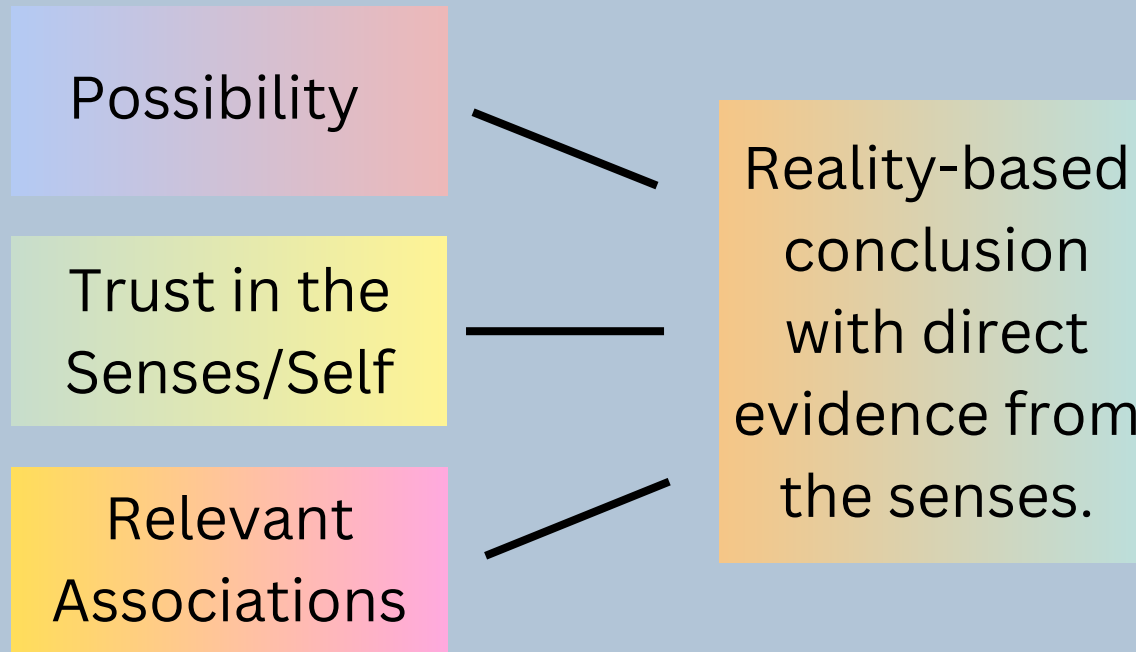 Possibility
Trust in the
Senses/Self
Relevant
Associations
Reality-based
conclusion
with direct
evidence from
the senses.